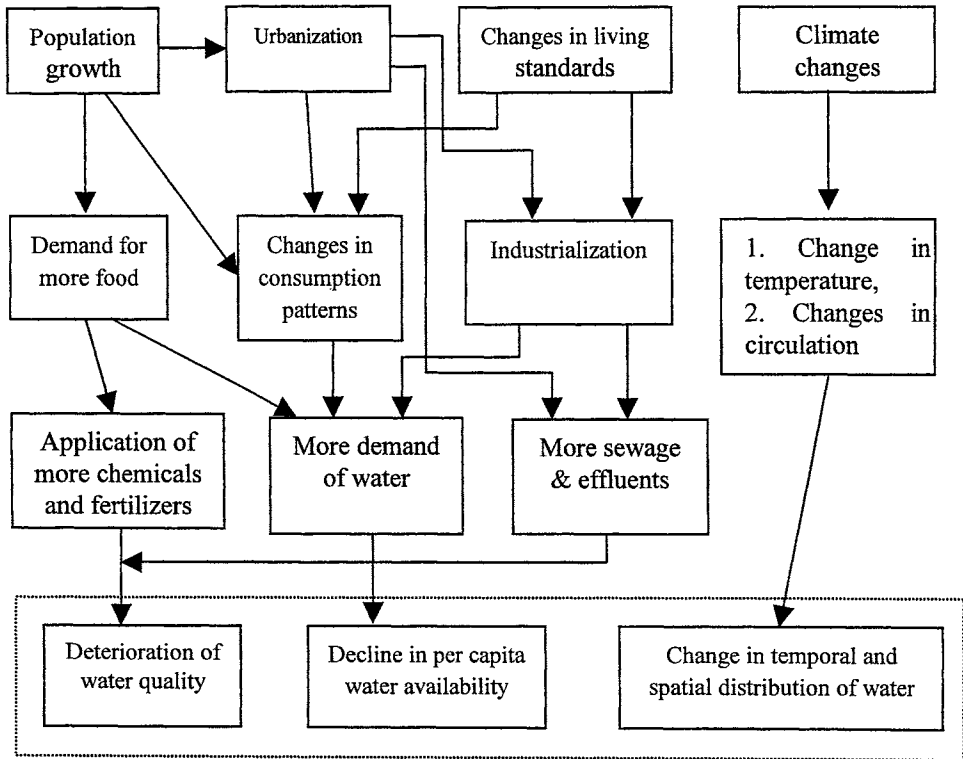 Population
growth
Urbanization
Changes in living
standards
Climate
changes
Demand for
more food
Changes in
consumption
patterns
Industrialization
1. Change in
temperature,
2. Changes in
circulation
Application of
more chemicals
and fertilizers
More demand
of water
More sewage
& effluents
Deterioration of
water quality
Decline in per capita
water availability
Change in temporal and
spatial distribution of water